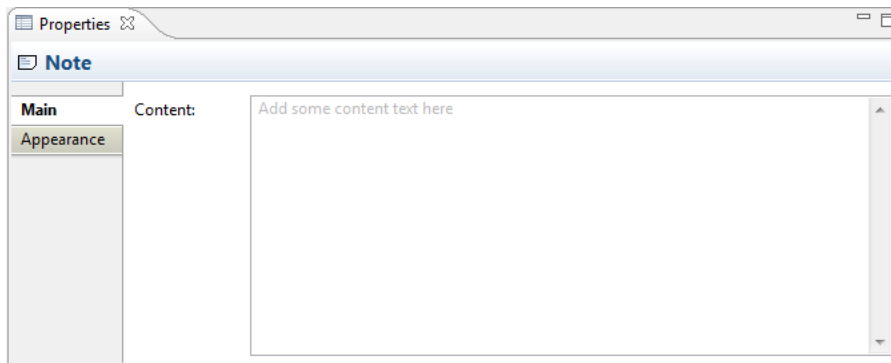 Properties
Note
Main
Content:
Add some content text here
Appearance